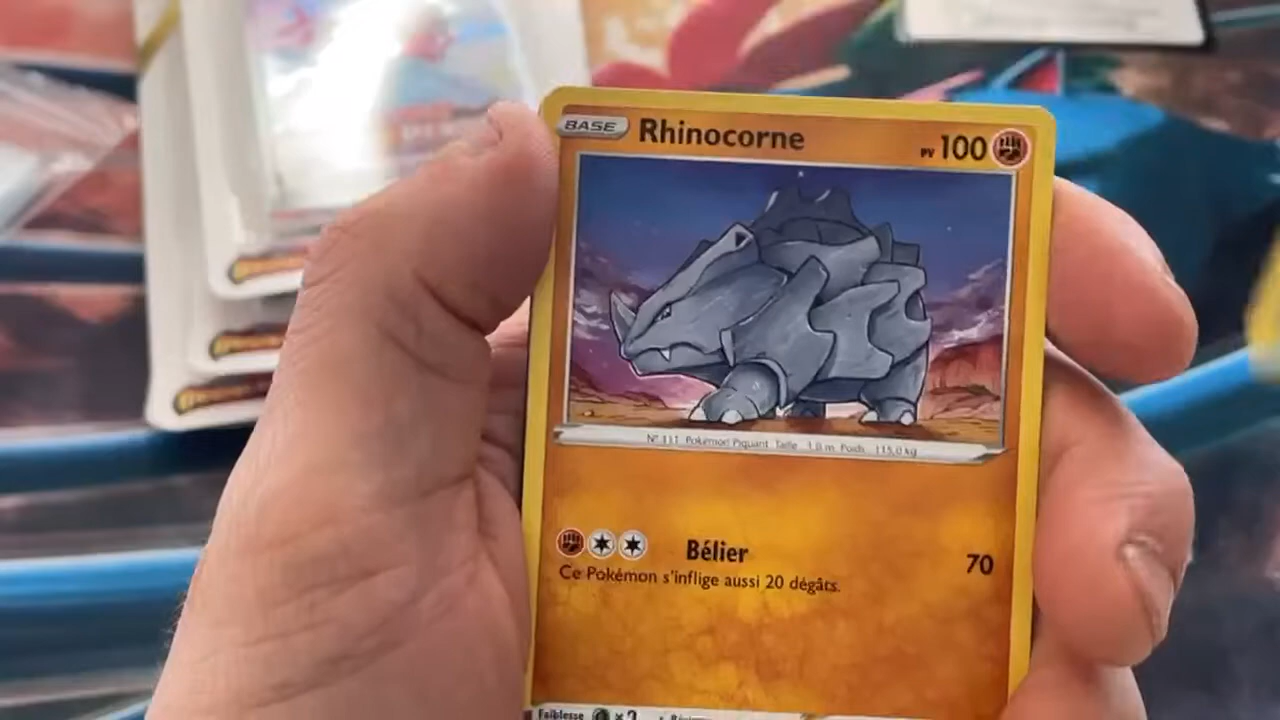 BASE Rhinocorne PV 100
N° 111 Pokémon Piquant Taille : 1,0 m Poids : 115,0 kg
Bélier 70
Ce Pokémon s'inflige aussi 20 dégâts.
Faiblesse ×2